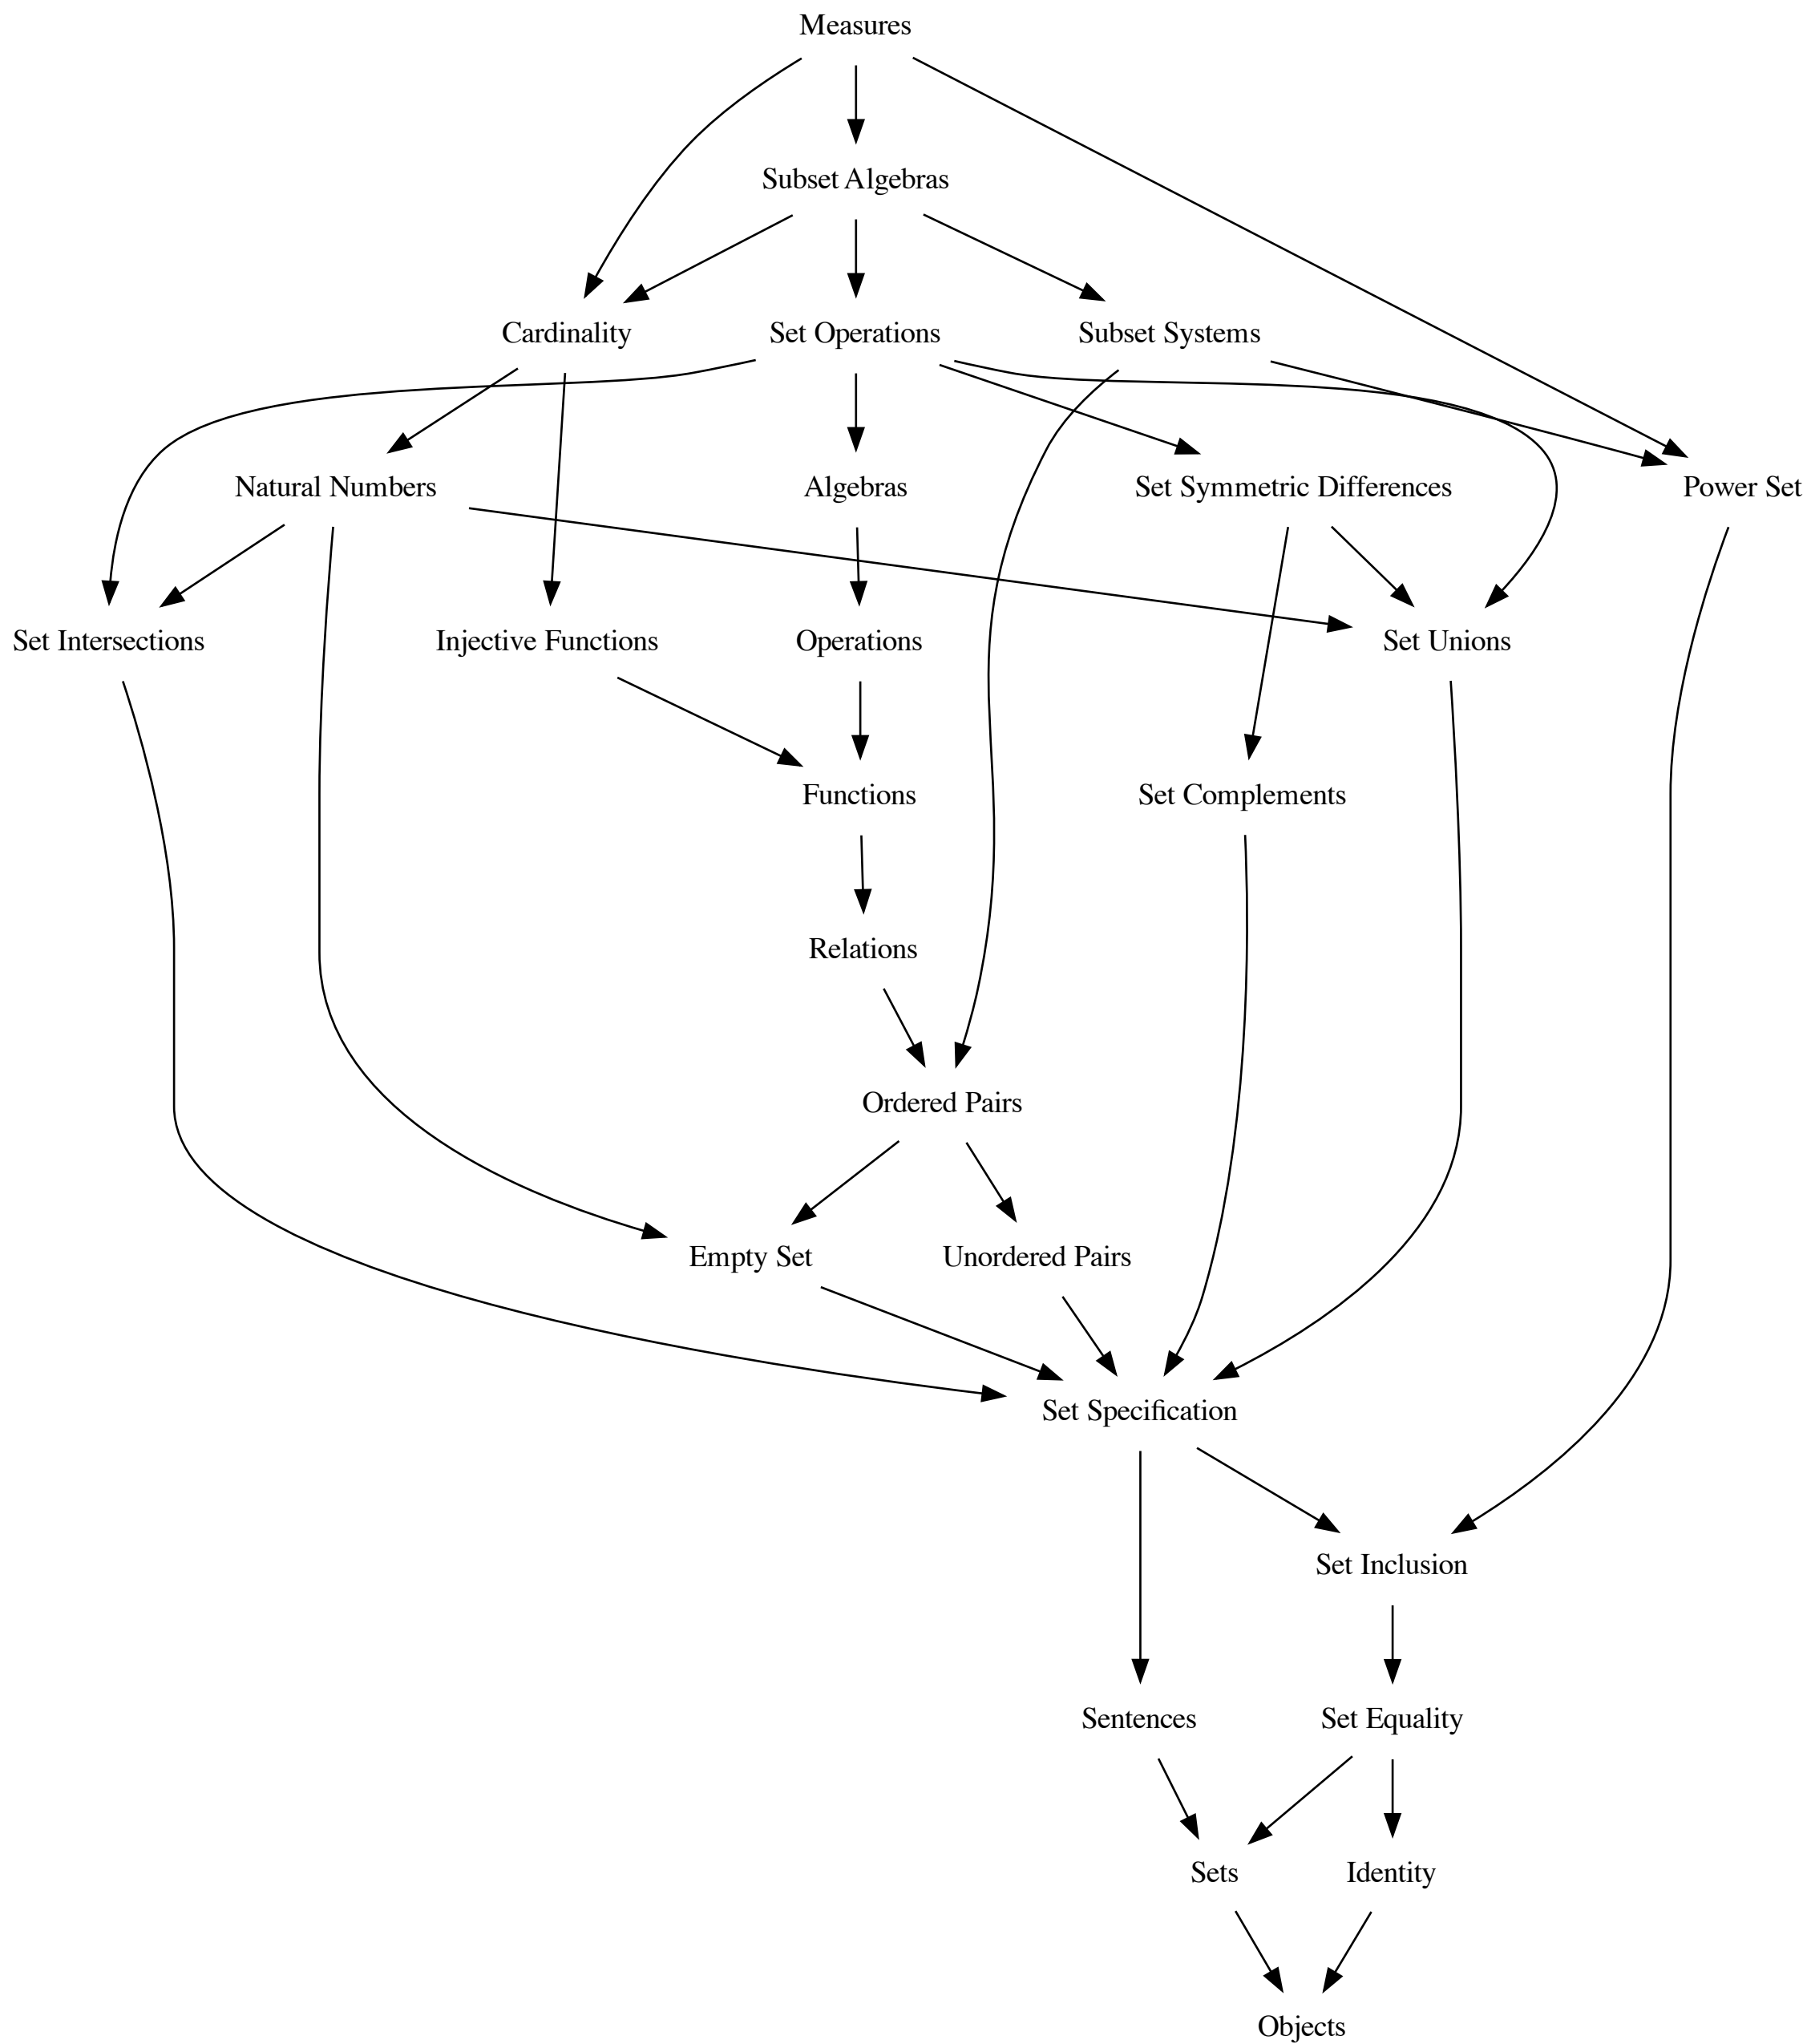 Measures
Subset Algebras
Cardinality
Set Operations
Subset Systems
Natural Numbers
Algebras
Set Symmetric Differences
Power Set
Set Intersections
Injective Functions
Operations
Set Unions
Functions
Set Complements
Relations
Ordered Pairs
Empty Set
Unordered Pairs
Set Specification
Set Inclusion
Sentences
Set Equality
Sets
Identity
Objects